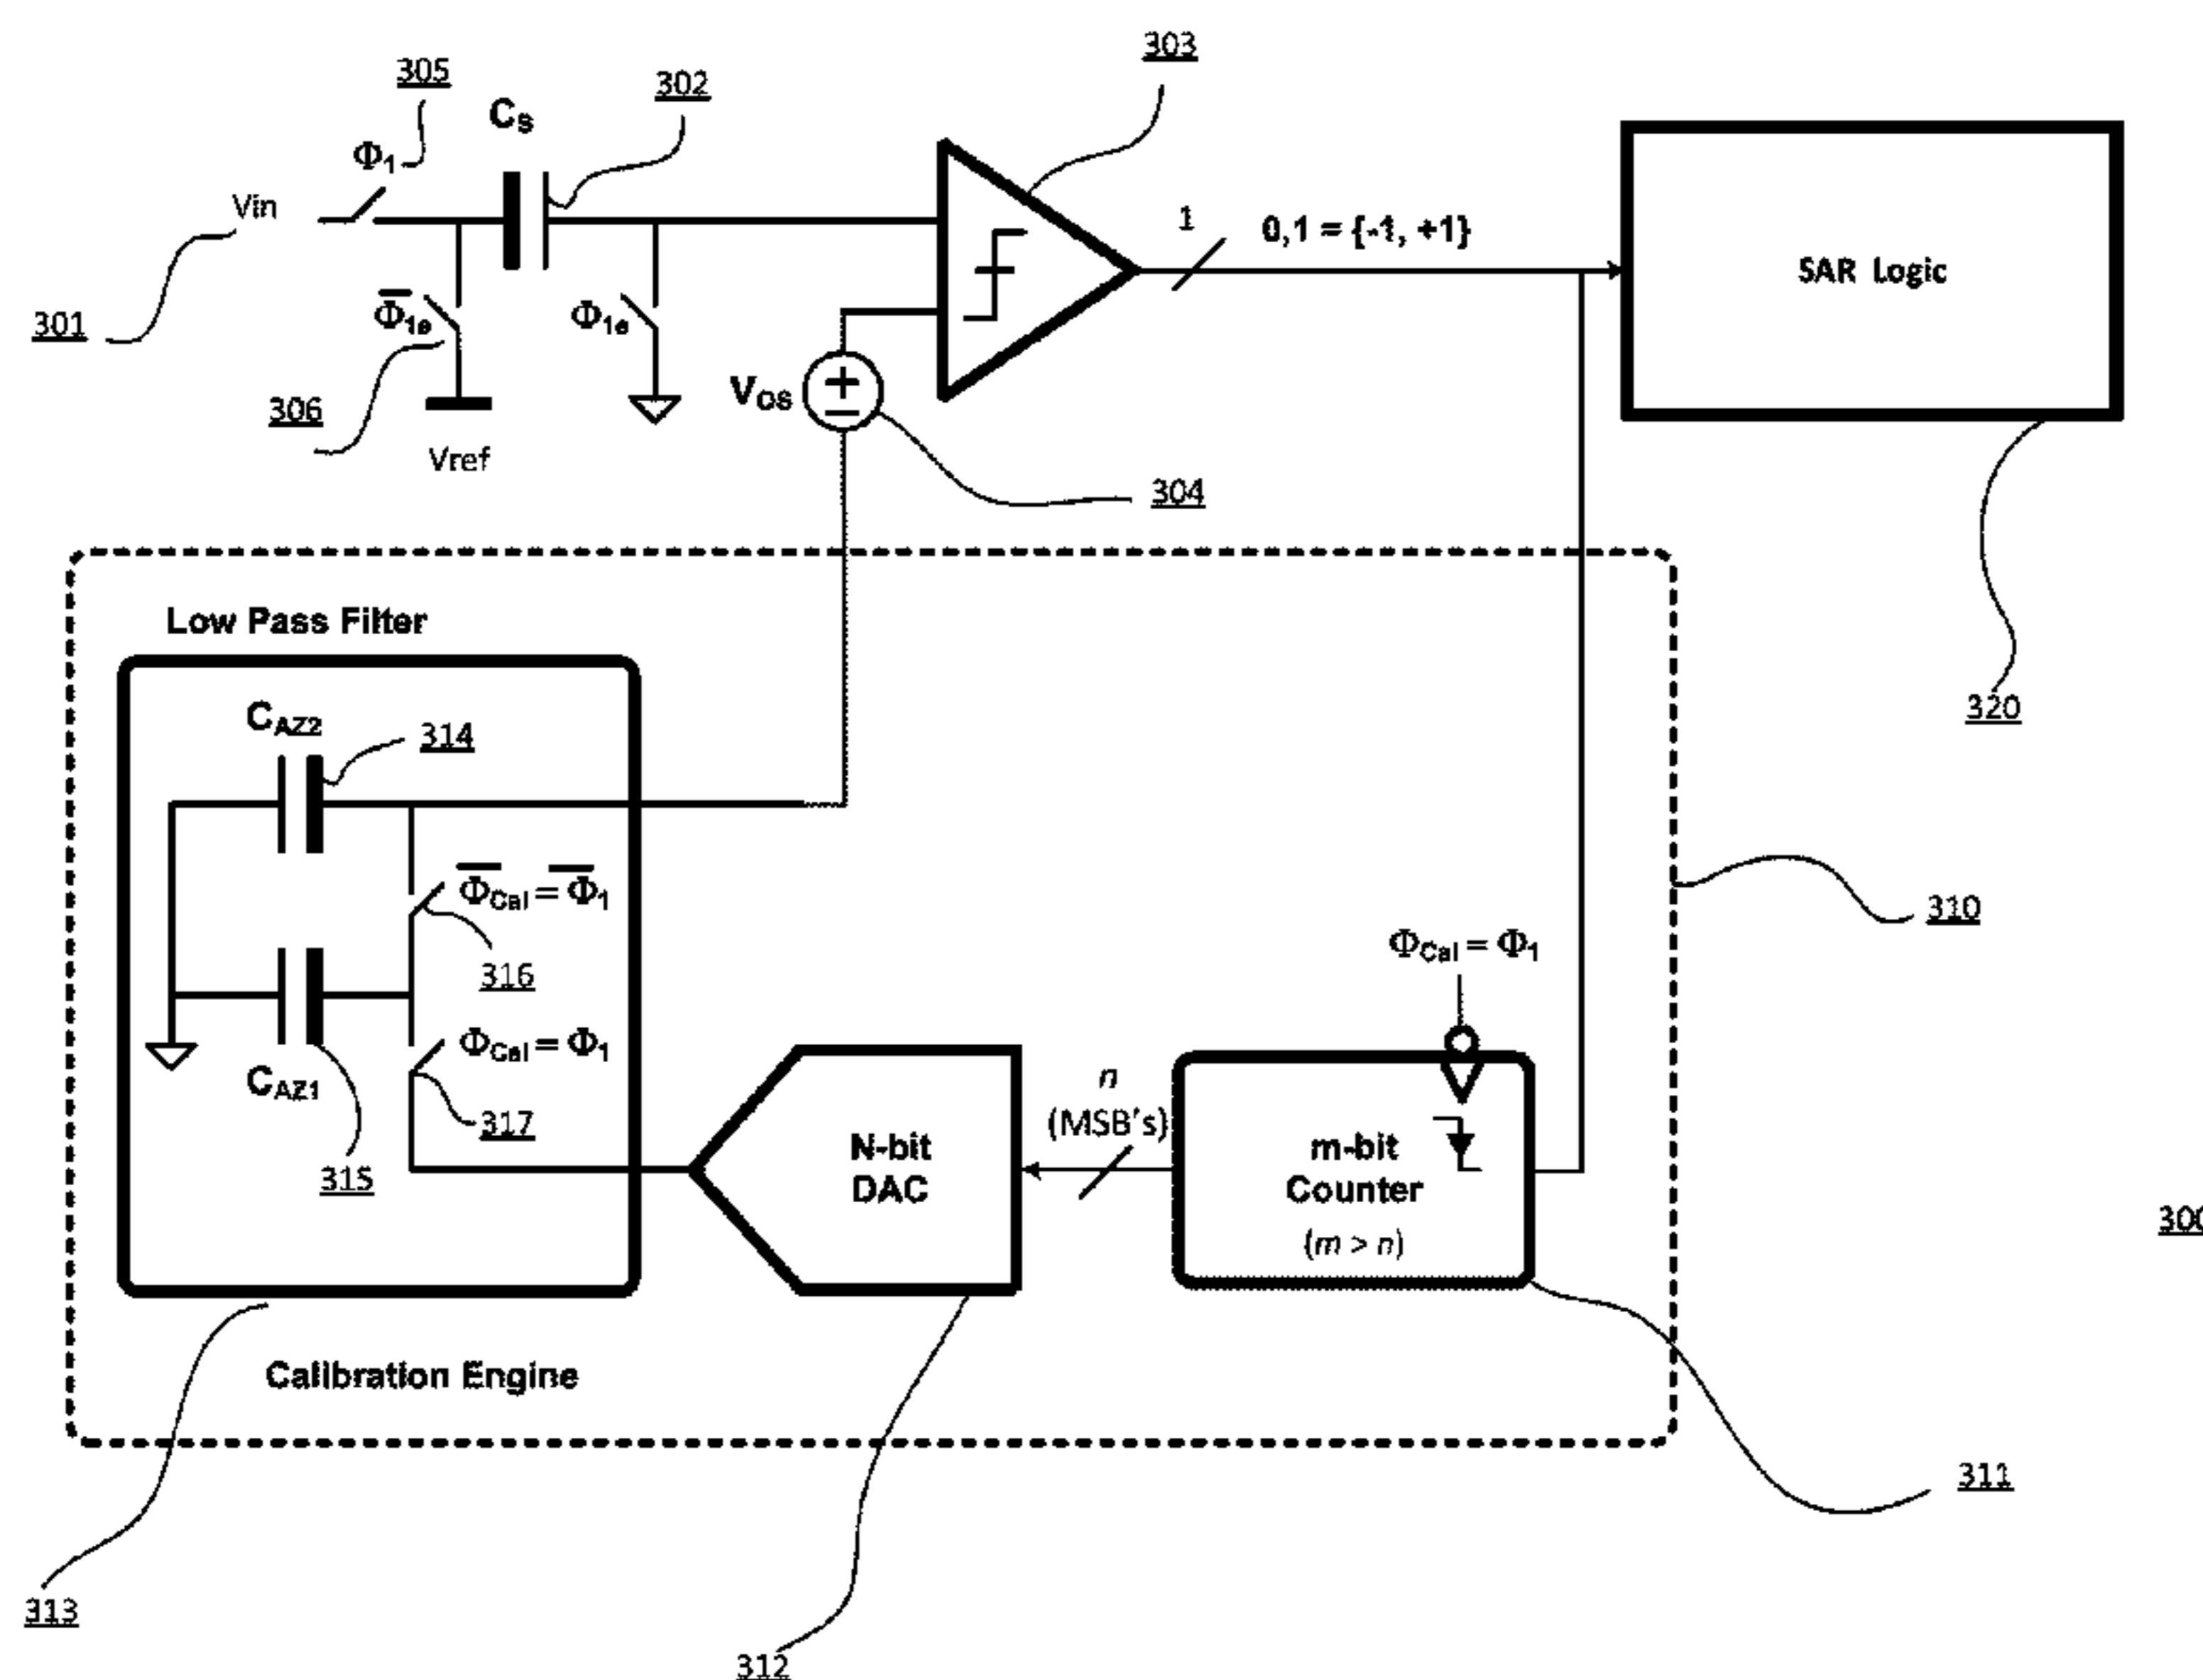 303
305
302
Cs
Φ1
Vin
1
0,1 = {-1, +1}
SAR Logic
301
Φ̅1e
Φ1e
306
VOS
Vref
304
Low Pass Filter
CAZ2
314
320
Φ̅Cal = Φ̅1
310
316
ΦCal = Φ1
ΦCal = Φ1
CAZ1
317
315
n
(MSB's)
N-bit
DAC
m-bit
Counter
(m > n)
300
Calibration Engine
311
313
312